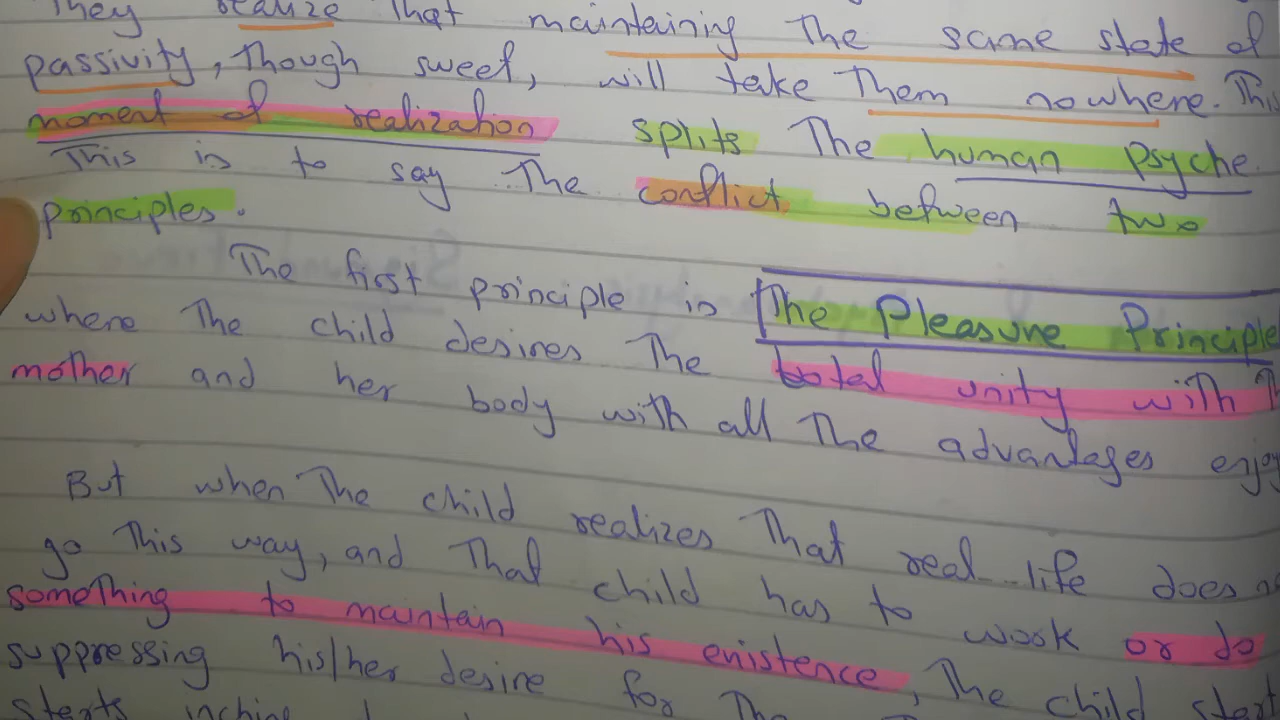 They realize That maintaining The same state of
passivity, Though sweet, will take Them nowhere. This
moment of realization splits The human psyche.
This is to say The conflict between two
principles.
The first principle is The Pleasure Principle
where The child desires The total unity with
mother and her body with all The advantages
But when The child realizes That real life does
go This way, and That child has to work or do
something to maintain his existence, The child start
suppressing his/her desire for The
starts inching